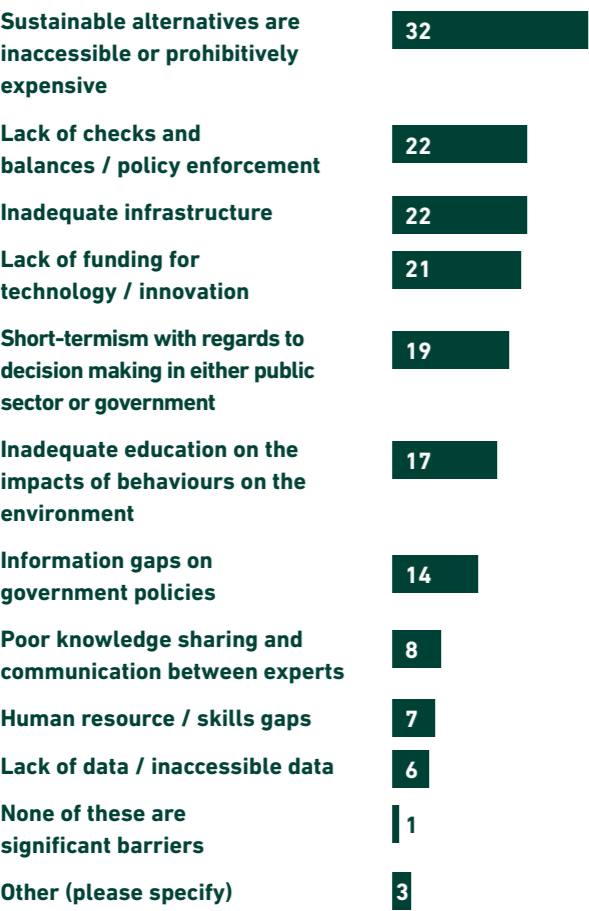 Sustainable alternatives are
inaccessible or prohibitively
expensive
32
Lack of checks and
balances / policy enforcement
22
Inadequate infrastructure
22
Lack of funding for
technology / innovation
21
Short-termism with regards to
decision making in either public
sector or government
19
Inadequate education on the
impacts of behaviours on the
environment
17
Information gaps on
government policies
14
Poor knowledge sharing and
communication between experts
8
Human resource / skills gaps
7
Lack of data / inaccessible data
6
None of these are
significant barriers
1
Other (please specify)
3